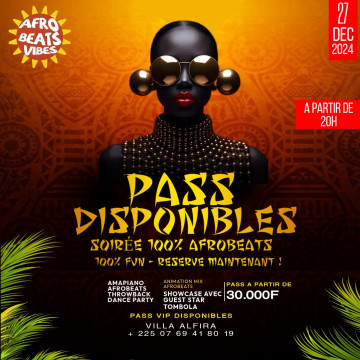 AFRO
BEATS
VIBES
27
DEC
2024
A PARTIR DE
20H
PASS
DISPONIBLES
SOIRÉE 100% AFROBEATS
100% FUN - RESERVE MAINTENANT !
AMAPIANO
AFROBEATS
THROWBACK
DANCE PARTY
ANIMATION MIX
AFROBEATS
SHOWCASE AVEC
GUEST STAR
TOMBOLA
PASS A PARTIR DE
30.000F
PASS VIP DISPONIBLES
VILLA ALFIRA
+ 225 07 69 41 80 19